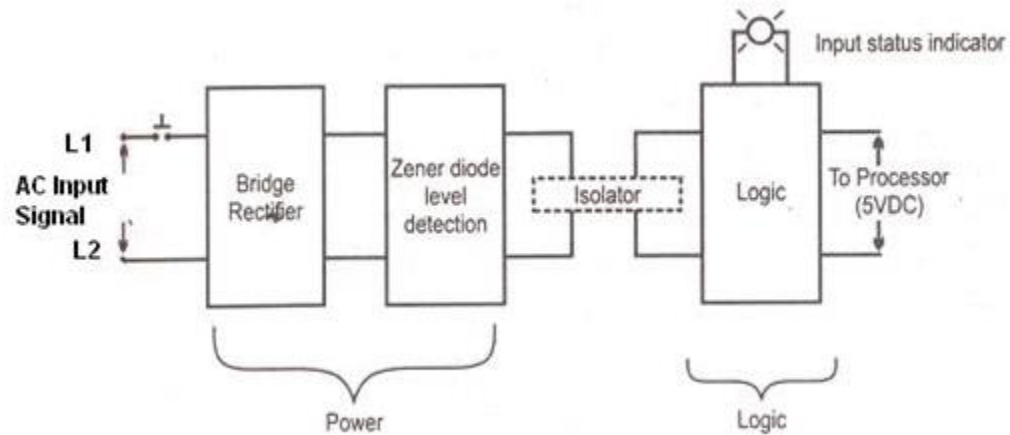 Input status indicator
L1
AC Input
Signal
L2
Bridge
Rectifier
Zener diode
level
detection
Isolator
Logic
To Processor
(5VDC)
Power
Logic